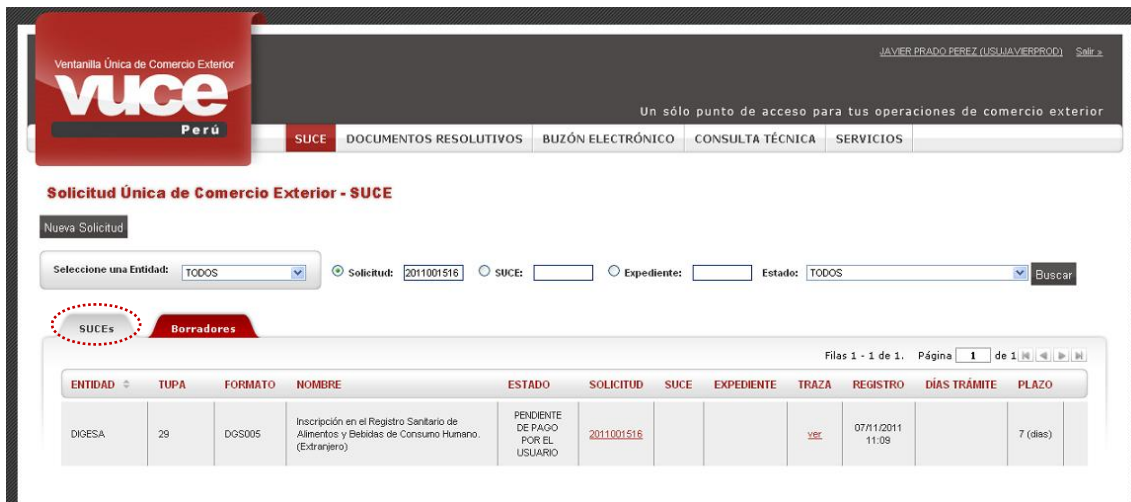 JAVIER PRADO PEREZ (USUJAVIERPROD) Salir »
Ventanilla Única de Comercio Exterior
vuce
Perú
Un sólo punto de acceso para tus operaciones de comercio exterior
SUCE DOCUMENTOS RESOLUTIVOS BUZÓN ELECTRÓNICO CONSULTA TÉCNICA SERVICIOS
Solicitud Única de Comercio Exterior - SUCE
Nueva Solicitud
Seleccione una Entidad: TODOS Solicitud: 2011001516 SUCE: Expediente: Estado: TODOS Buscar
SUCEs Borradores
Filas 1 - 1 de 1. Página 1 de 1
ENTIDAD TUPA FORMATO NOMBRE ESTADO SOLICITUD SUCE EXPEDIENTE TRAZA REGISTRO DÍAS TRÁMITE PLAZO
DIGESA 29 DGS005
Inscripción en el Registro Sanitario de
Alimentos y Bebidas de Consumo Humano.
(Extranjero)
PENDIENTE
DE PAGO
POR EL
USUARIO
2011001516
ver
07/11/2011
11:09
7 (dias)